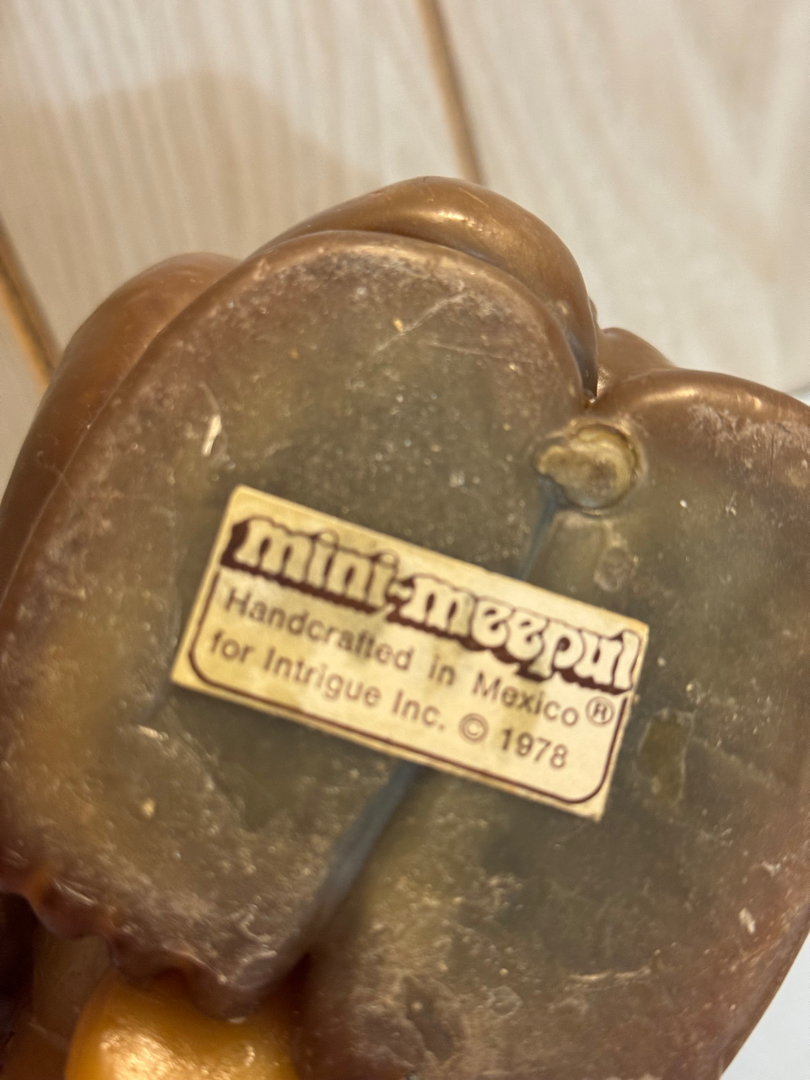 mini-meepul®
Handcrafted in Mexico
for Intrigue Inc. © 1978